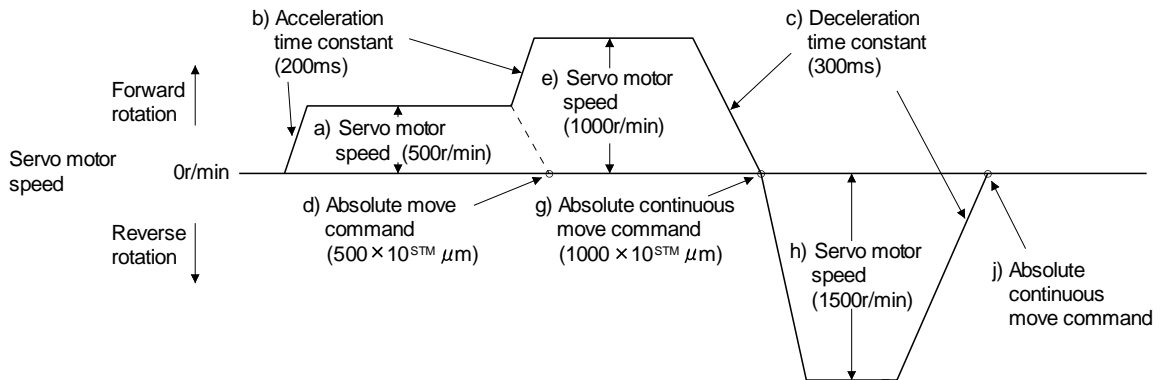 b) Acceleration
time constant
(200ms)
c) Deceleration
time constant
(300ms)
Forward
rotation
e) Servo motor
speed
(1000r/min)
a) Servo motor
speed (500r/min)
Servo motor
speed
0r/min
d) Absolute move
command
(500×10STM μm)
g) Absolute continuous
move command
(1000 ×10STM μm)
Reverse
rotation
h) Servo motor
speed
(1500r/min)
j) Absolute
continuous
move command